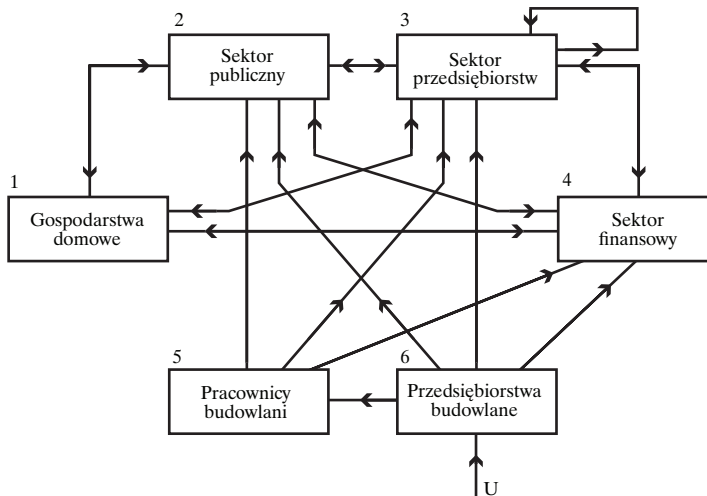 2
Sektor
publiczny
3
Sektor
przedsiębiorstw
1
Gospodarstwa
domowe
4
Sektor
finansowy
5
Pracownicy
budowlani
6
Przedsiębiorstwa
budowlane
U